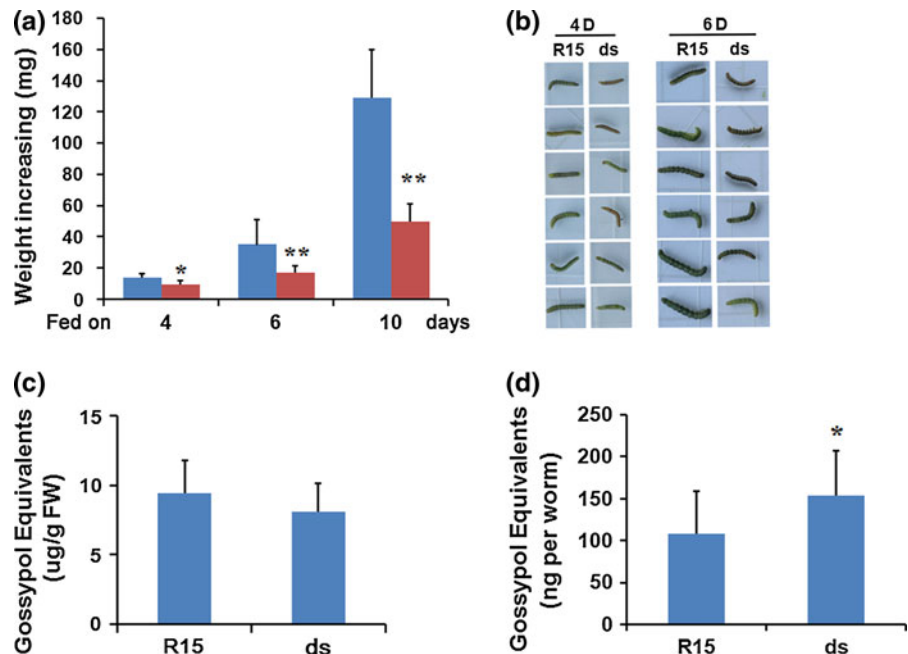 (a)
Weight increasing (mg)
180
160
140
120
100
80
60
40
20
0
*
**
**
Fed on 4 6 10 days
(b)
4 D 6 D
R15 ds R15 ds
(c)
Gossypol Equivalents
(ug/g FW)
15
10
5
0
R15 ds
(d)
Gossypol Equivalents
(ng per worm)
250
200
150
100
50
0
*
R15 ds